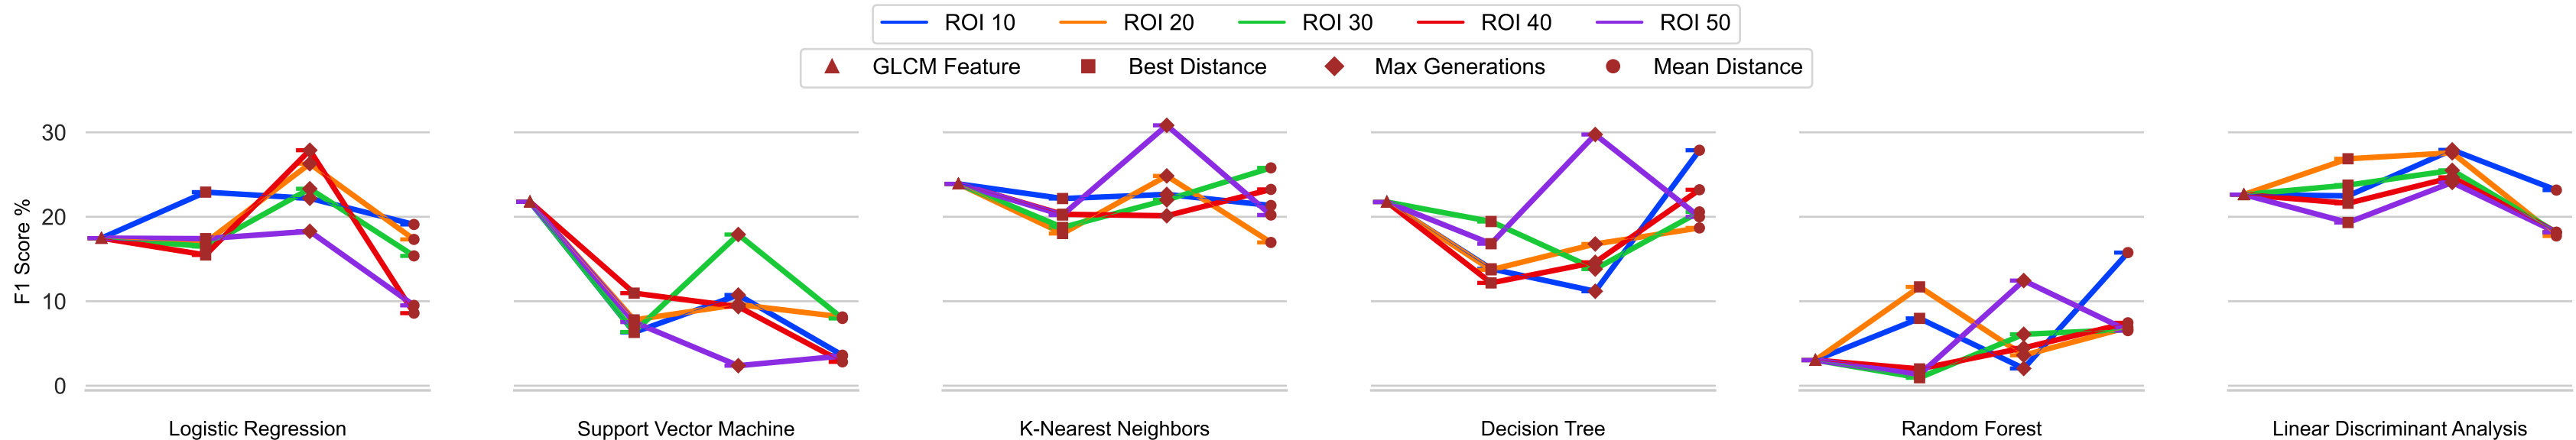 ROI 10 ROI 20 ROI 30 ROI 40 ROI 50
GLCM Feature Best Distance Max Generations Mean Distance
F1 Score %
30
20
10
0
Logistic Regression Support Vector Machine K-Nearest Neighbors Decision Tree Random Forest Linear Discriminant Analysis